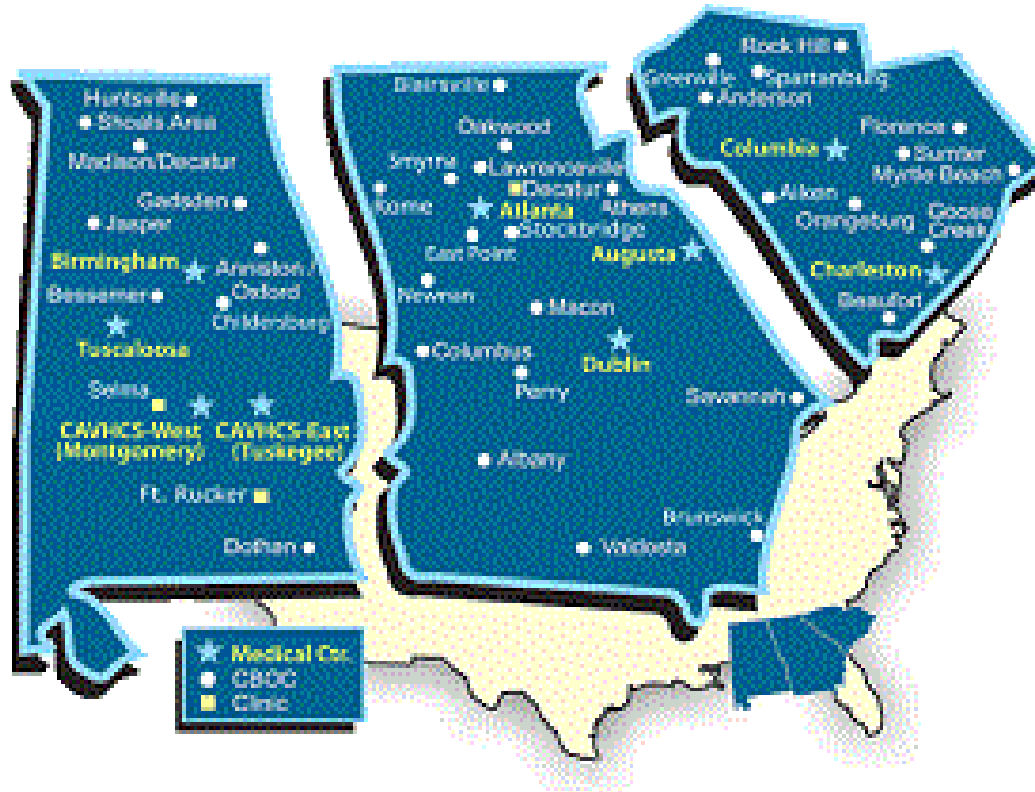 Huntsville
Shoals Area
Madison/Decatur
Gadsden
Jasper
Birmingham
Anniston /
Oxford
Bessemer
Childersburg
Tuscaloosa
Selma
CAVHCS-West
(Montgomery)
CAVHCS-East
(Tuskegee)
Ft. Rucker
Dothan
Blairsville
Oakwood
Smyrna
Lawrenceville
Decatur
Rome
Atlanta
Athens
Stockbridge
East Point
Augusta
Newnan
Macon
Columbus
Dublin
Perry
Savannah
Albany
Brunswick
Valdosta
Rock Hill
Greenville
Spartanburg
Anderson
Florence
Columbia
Sumter
Myrtle Beach
Aiken
Orangeburg
Goose
Creek
Charleston
Beaufort
Medical Ctr.
CBOC
Clinic